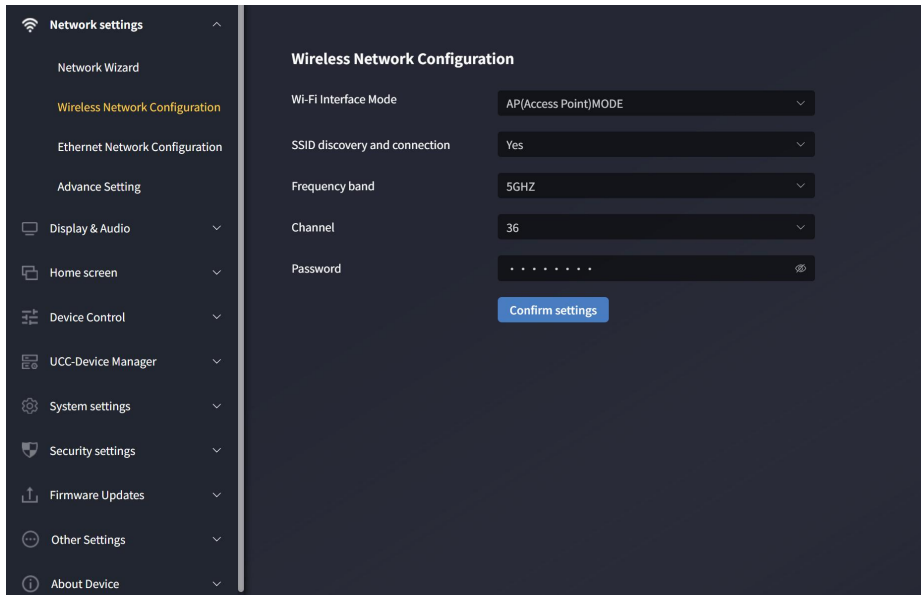 Network settings
Network Wizard
Wireless Network Configuration
Ethernet Network Configuration
Advance Setting
Display & Audio
Home screen
Device Control
UCC-Device Manager
System settings
Security settings
Firmware Updates
Other Settings
About Device
Wireless Network Configuration
Wi-Fi Interface Mode
AP(Access Point)MODE
SSID discovery and connection
Yes
Frequency band
5GHZ
Channel
36
Password
Confirm settings